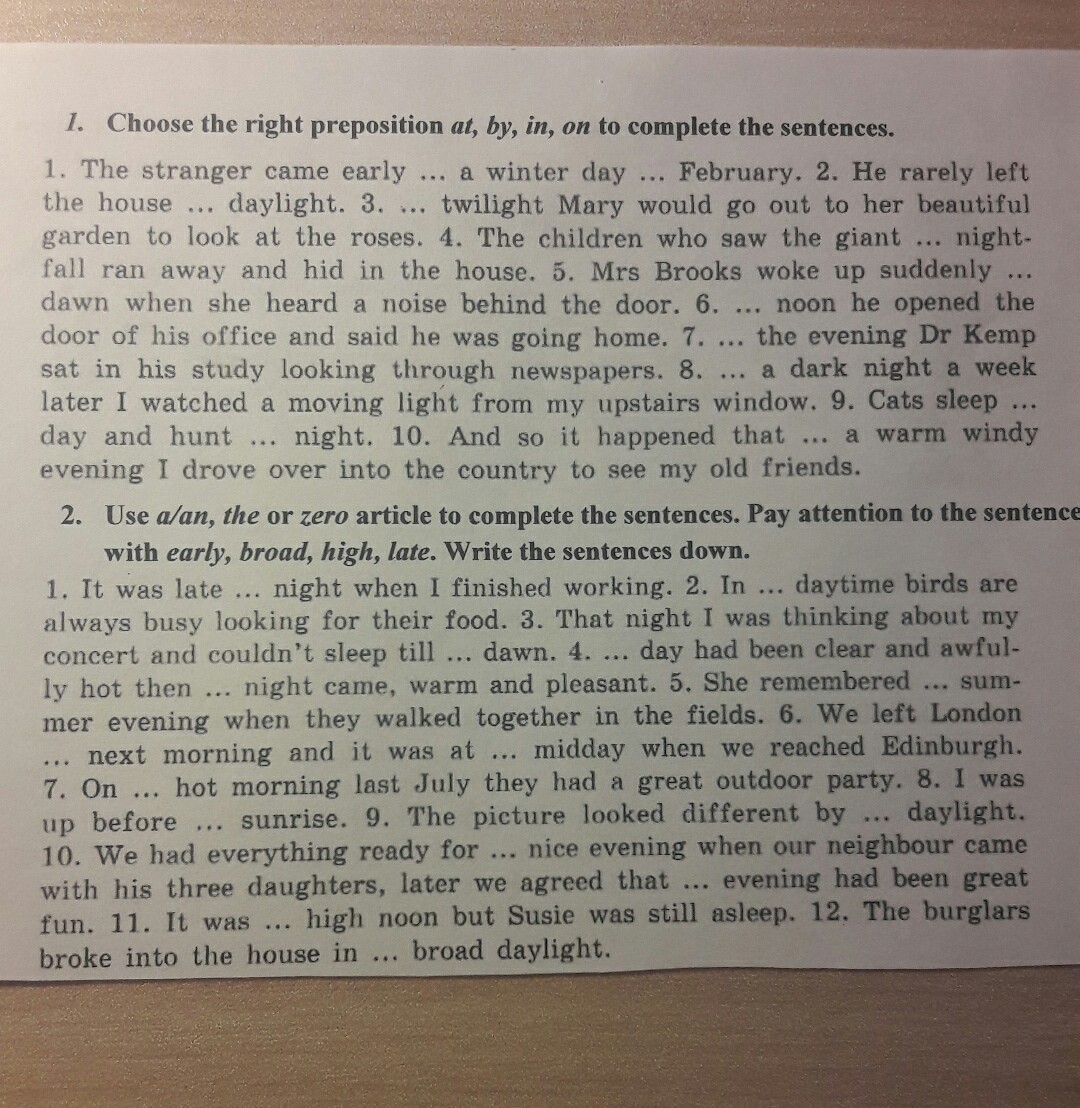 1. Choose the right preposition at, by, in, on to complete the sentences.
1. The stranger came early ... a winter day ... February. 2. He rarely left
the house ... daylight. 3. ... twilight Mary would go out to her beautiful
garden to look at the roses. 4. The children who saw the giant ... night-
fall ran away and hid in the house. 5. Mrs Brooks woke up suddenly ...
dawn when she heard a noise behind the door. 6. ... noon he opened the
door of his office and said he was going home. 7. ... the evening Dr Kemp
sat in his study looking through newspapers. 8. ... a dark night a week
later I watched a moving light from my upstairs window. 9. Cats sleep ...
day and hunt ... night. 10. And so it happened that ... a warm windy
evening I drove over into the country to see my old friends.
2. Use a/an, the or zero article to complete the sentences. Pay attention to the sentence
with early, broad, high, late. Write the sentences down.
1. It was late ... night when I finished working. 2. In ... daytime birds are
always busy looking for their food. 3. That night I was thinking about my
concert and couldn't sleep till ... dawn. 4. ... day had been clear and awful-
ly hot then ... night came, warm and pleasant. 5. She remembered ... sum-
mer evening when they walked together in the fields. 6. We left London
... next morning and it was at ... midday when we reached Edinburgh.
7. On ... hot morning last July they had a great outdoor party. 8. I was
up before ... sunrise. 9. The picture looked different by ... daylight.
10. We had everything ready for ... nice evening when our neighbour came
with his three daughters, later we agreed that ... evening had been great
fun. 11. It was ... high noon but Susie was still asleep. 12. The burglars
broke into the house in ... broad daylight.